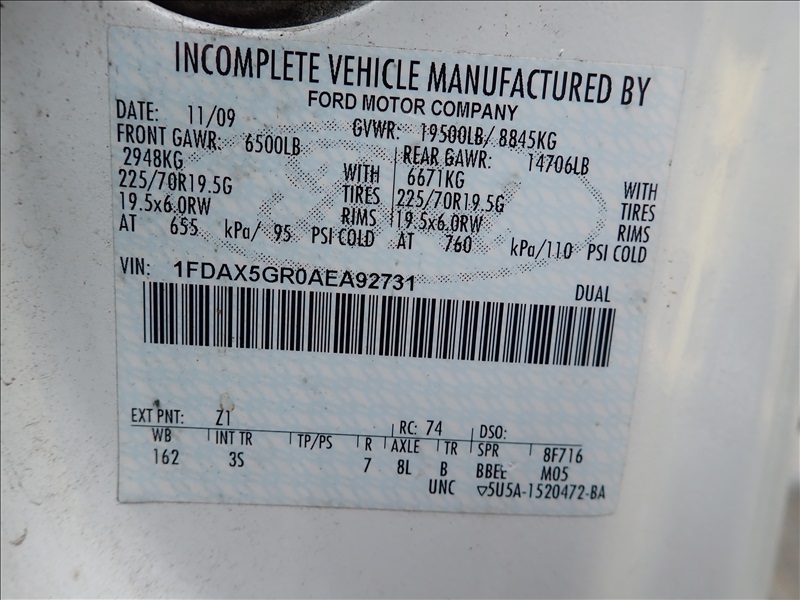 INCOMPLETE VEHICLE MANUFACTURED BY
FORD MOTOR COMPANY
DATE: 11/09 GVWR: 19500LB/ 8845KG
FRONT GAWR: 6500LB REAR GAWR: 14706LB
2948KG WITH 6671KG WITH
225/70R19.5G TIRES 225/70R19.5G TIRES
19.5x6.0RW RIMS 19.5x6.0RW RIMS
AT 655 kPa/ 95 PSI COLD AT 760 kPa/110 PSI COLD
VIN: 1FDAX5GR0AEA92731
DUAL
EXT PNT: Z1 RC: 74 DSO:
WB INT TR TP/PS R AXLE TR SPR 8F716
162 3S 7 8L B BBEE M05
UNC 5U5A-1520472-BA